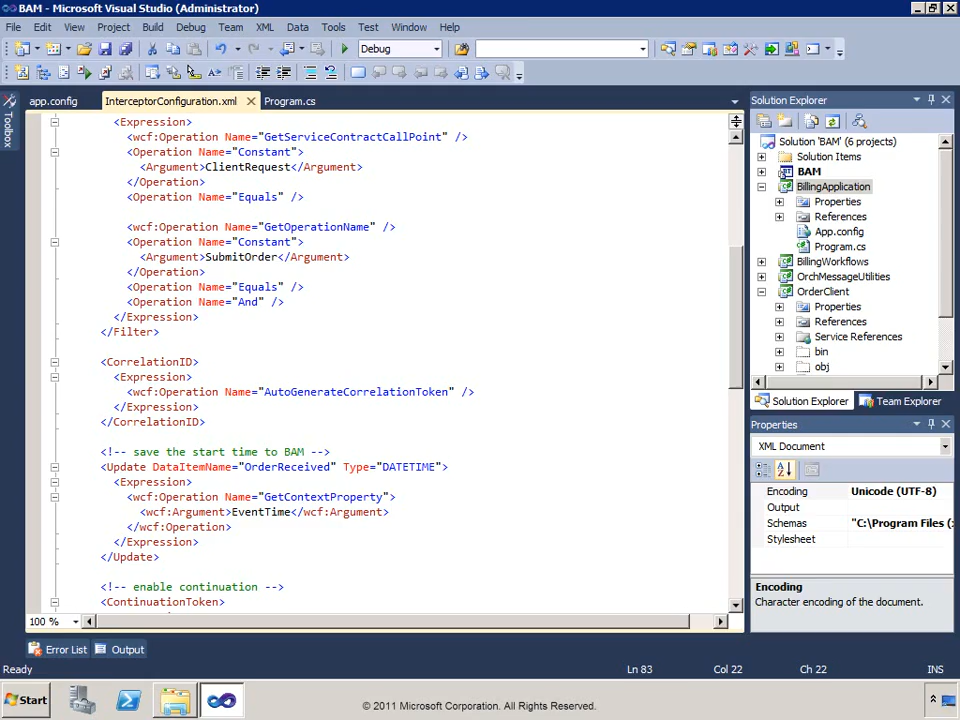 BAM - Microsoft Visual Studio (Administrator)
File Edit View Project Build Debug Team XML Data Tools Test Window Help
Debug
app.config InterceptorConfiguration.xml Program.cs
Toolbox
<Expression>
<wcf:Operation Name="GetServiceContractCallPoint" />
<Operation Name="Constant">
<Argument>ClientRequest</Argument>
</Operation>
<Operation Name="Equals" />
<wcf:Operation Name="GetOperationName" />
<Operation Name="Constant">
<Argument>SubmitOrder</Argument>
</Operation>
<Operation Name="Equals" />
<Operation Name="And" />
</Expression>
</Filter>
<CorrelationID>
<Expression>
<wcf:Operation Name="AutoGenerateCorrelationToken" />
</Expression>
</CorrelationID>
<!-- save the start time to BAM -->
<Update DataItemName="OrderReceived" Type="DATETIME">
<Expression>
<wcf:Operation Name="GetContextProperty">
<wcf:Argument>EventTime</wcf:Argument>
</wcf:Operation>
</Expression>
</Update>
<!-- enable continuation -->
<ContinuationToken>
100 %
Solution Explorer
Solution 'BAM' (6 projects)
Solution Items
BAM
BillingApplication
Properties
References
App.config
Program.cs
BillingWorkflows
OrchMessageUtilities
OrderClient
Properties
References
Service References
bin
obj
Solution Explorer Team Explorer
Properties
XML Document
Encoding Unicode (UTF-8)
Output
Schemas "C:\Program Files (
Stylesheet
Encoding
Character encoding of the document.
Error List Output
Ready Ln 83 Col 22 Ch 22 INS
Start
© 2011 Microsoft Corporation. All Rights Reserved.